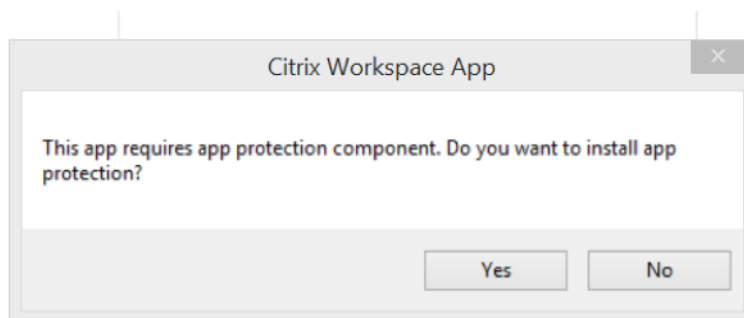 Citrix Workspace App
This app requires app protection component. Do you want to install app
protection?
Yes
No